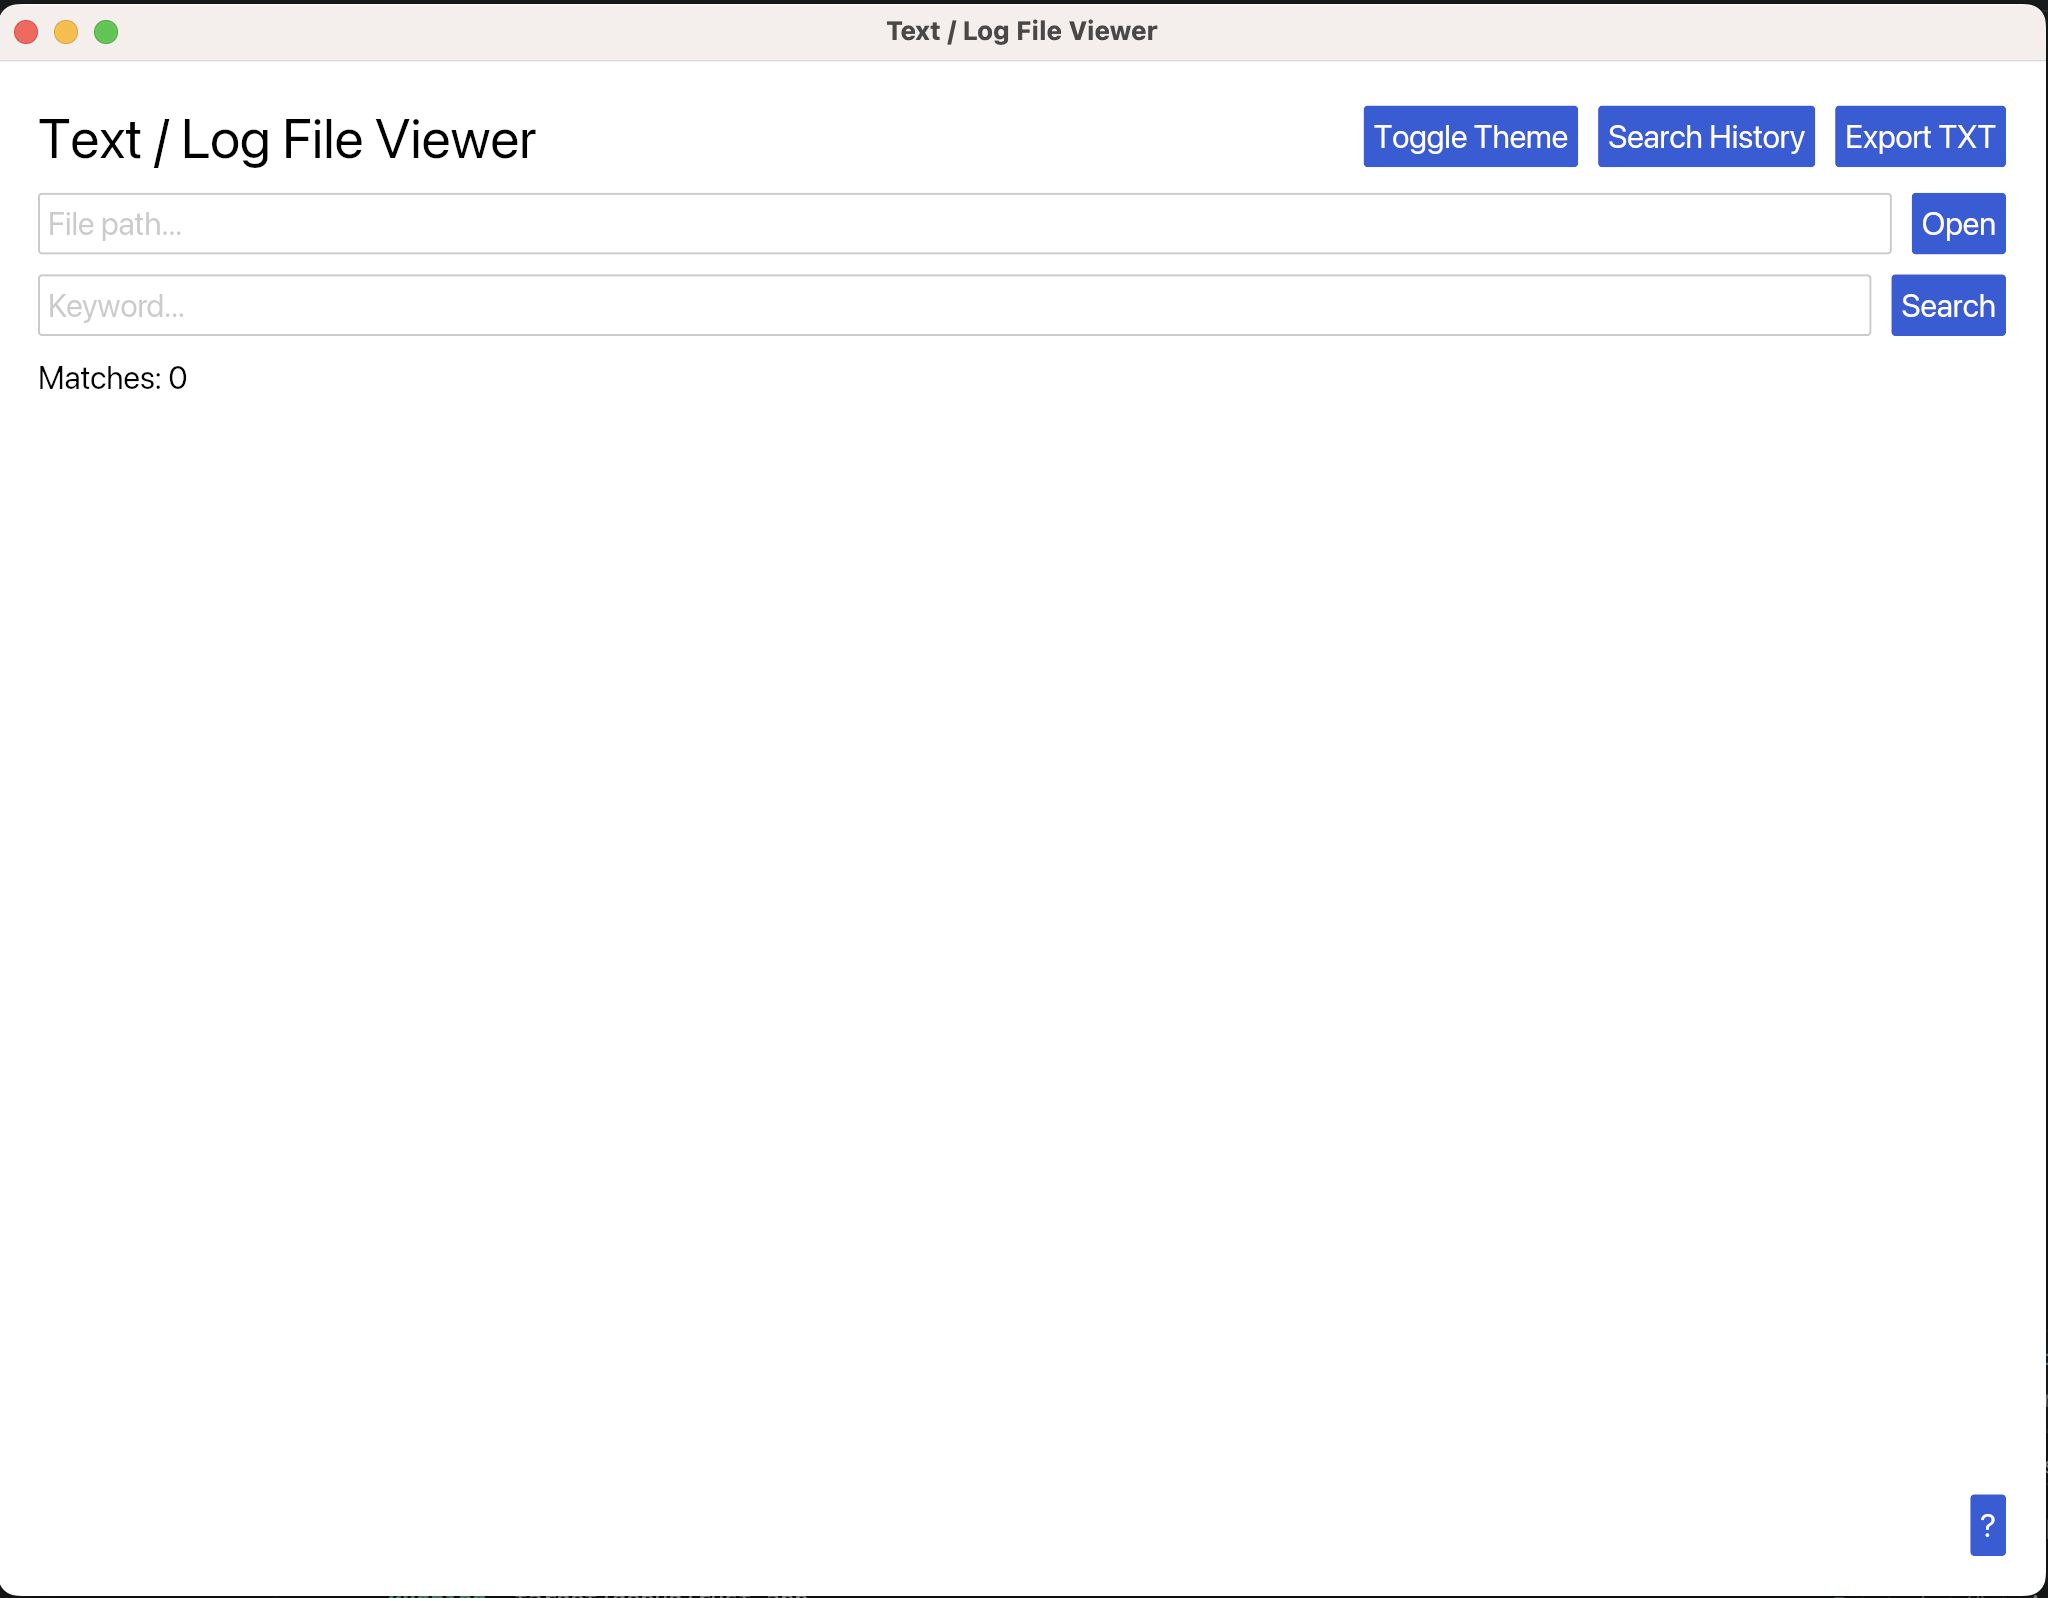 Text / Log File Viewer
Text / Log File Viewer
Toggle Theme Search History Export TXT
File path... Open
Keyword... Search
Matches: 0
?